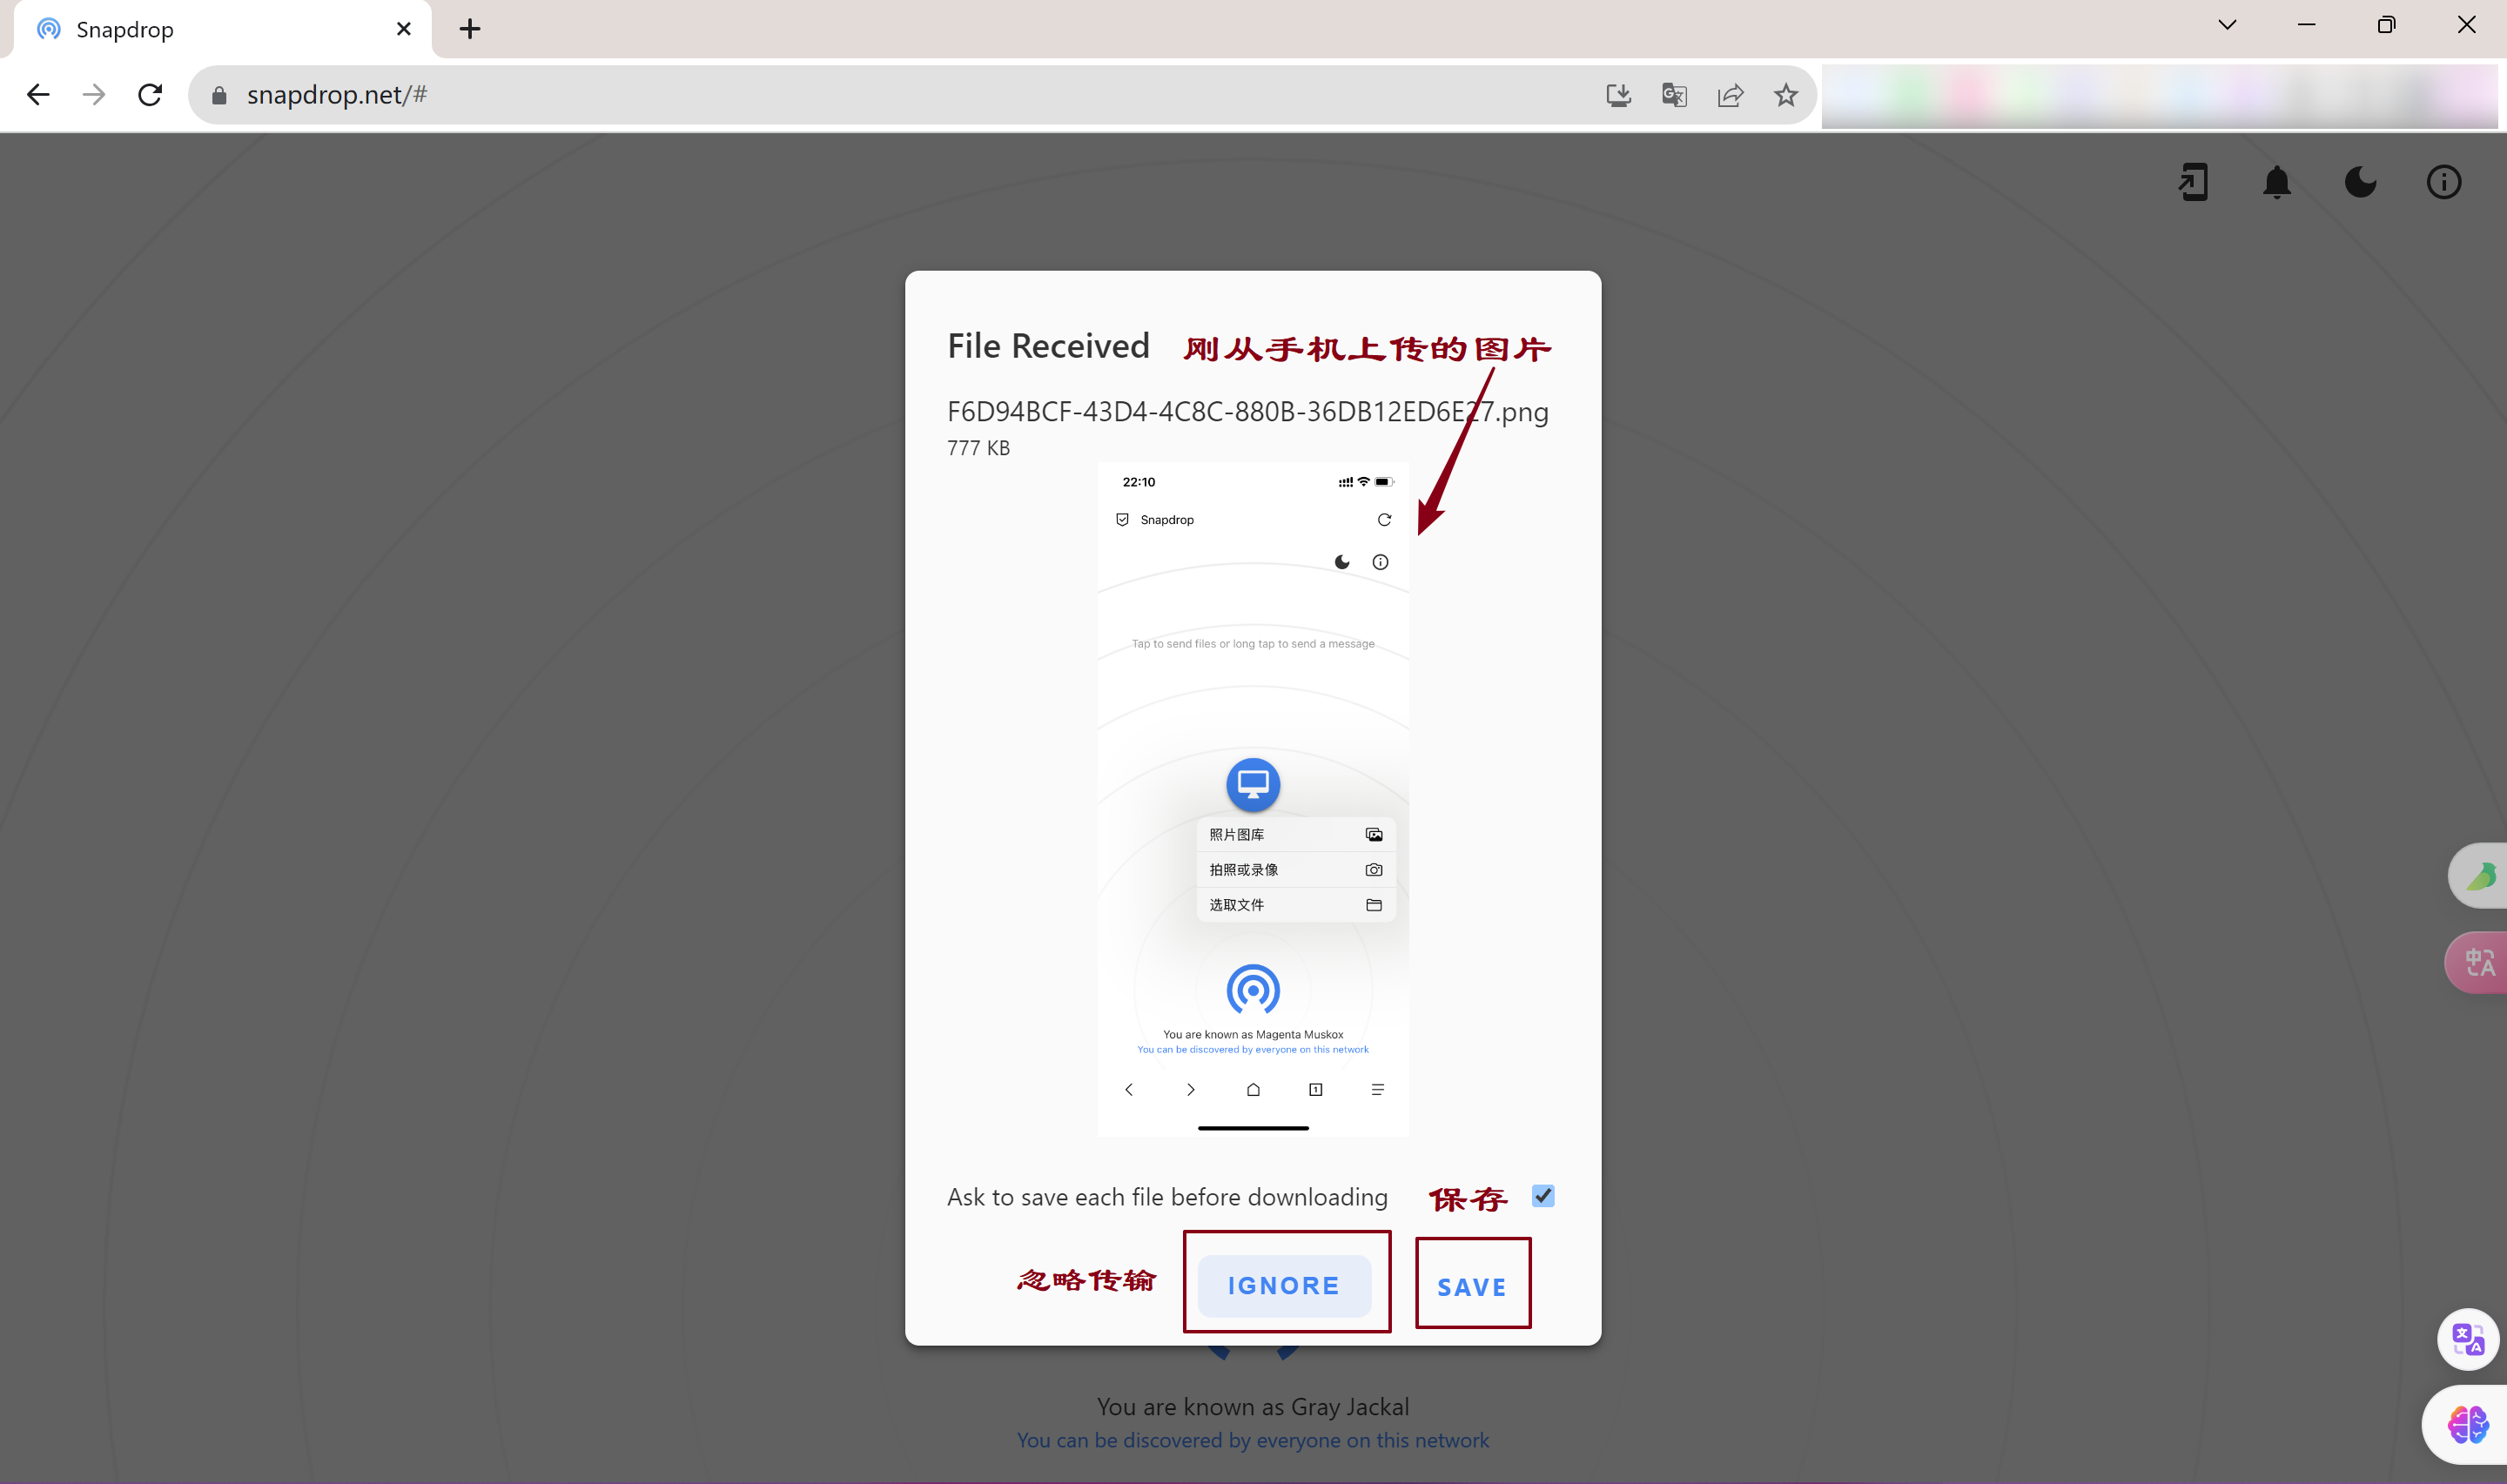 Snapdrop
snapdrop.net/#
File Received 刚从手机上传的图片
F6D94BCF-43D4-4C8C-880B-36DB12ED6E27.png
777 KB
22:10
Snapdrop
Tap to send files or long tap to send a message
照片图库
拍照或录像
选取文件
You are known as Magenta Muskox
You can be discovered by everyone on this network
1
Ask to save each file before downloading 保存
忽略传输 IGNORE SAVE
You are known as Gray Jackal
You can be discovered by everyone on this network